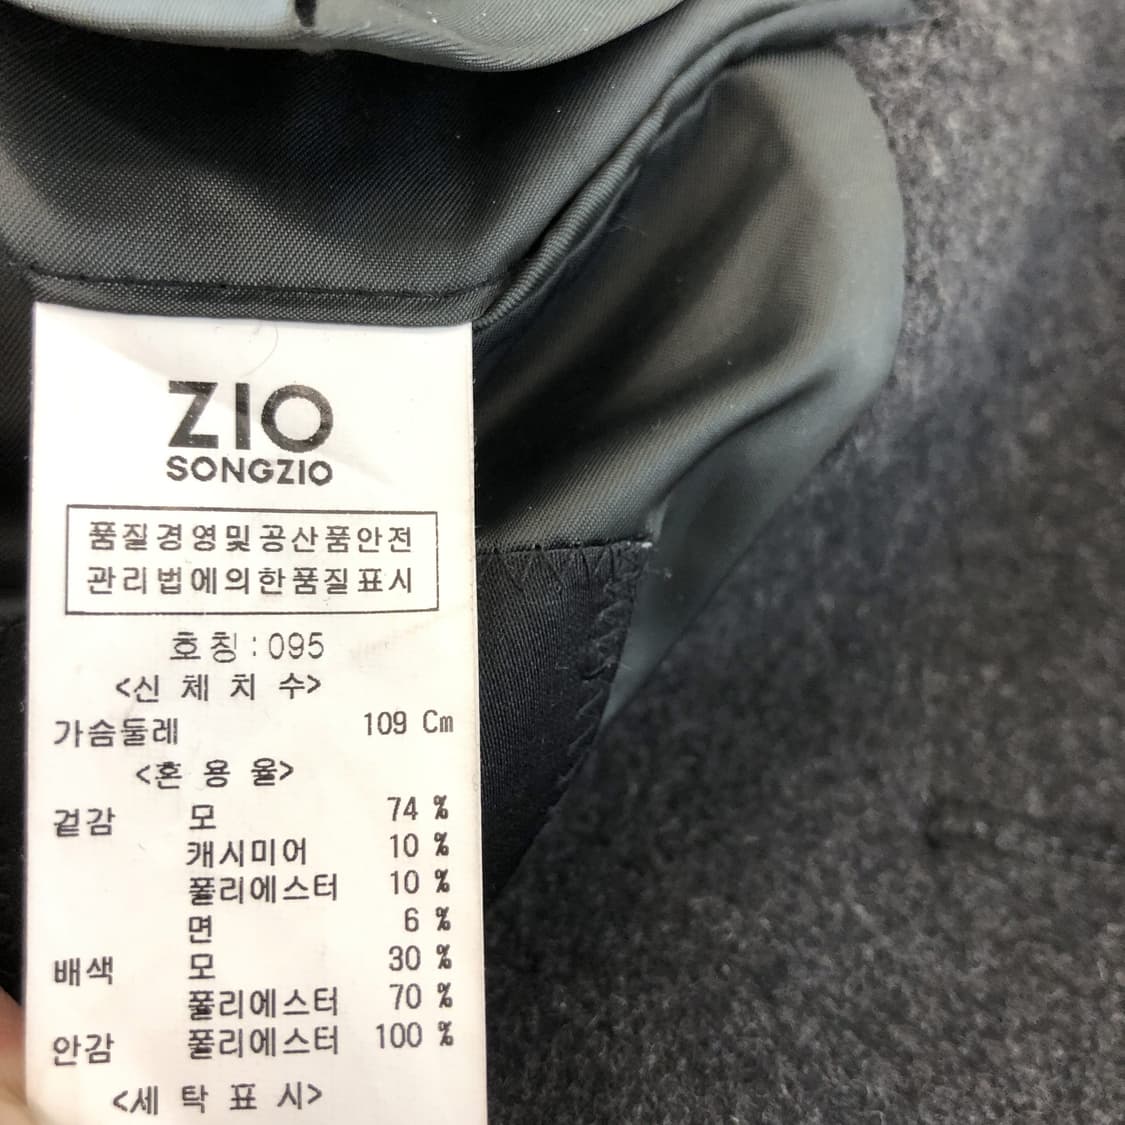 ZIO
SONGZIO
품질경영및공산품안전
관리법에의한품질표시
호칭:095
<신 체 치 수>
가슴둘레 109 Cm
<혼 용 율>
겉감 모 74 %
캐시미어 10 %
폴리에스터 10 %
면 6 %
배색 모 30 %
폴리에스터 70 %
안감 폴리에스터 100 %
<세 탁 표 시>